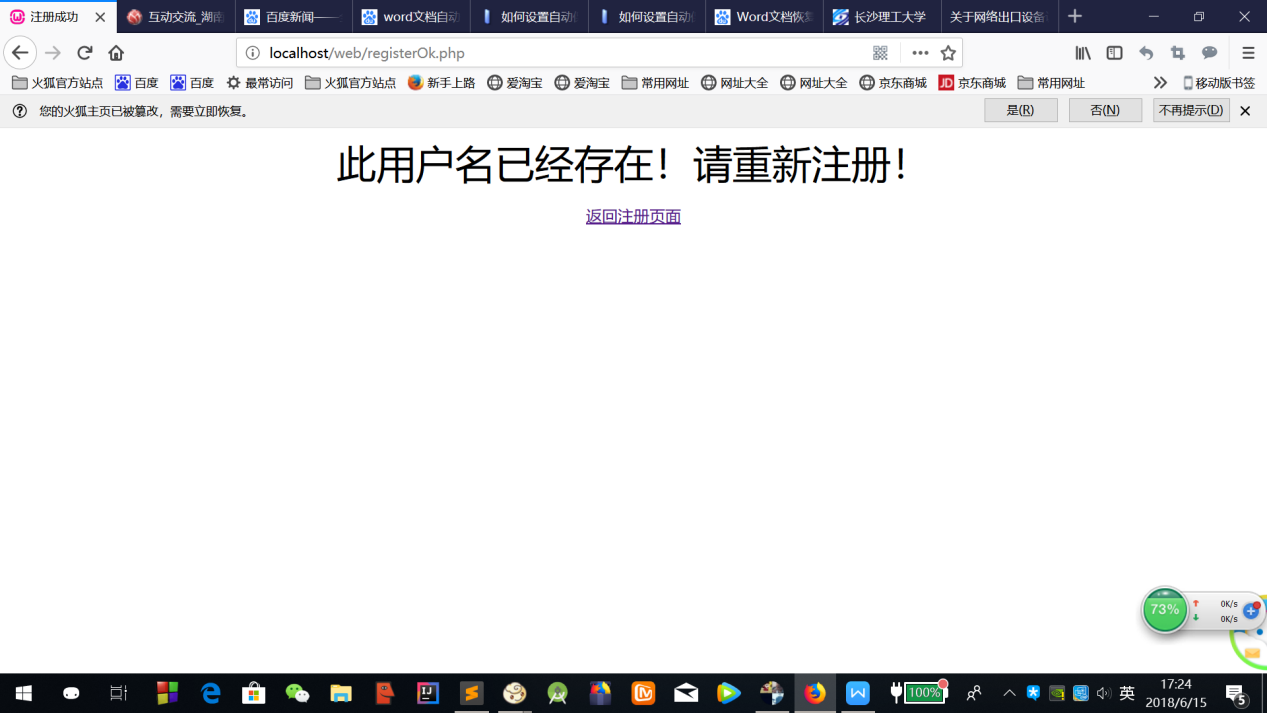 注册成功 互动交流_湖南 百度新闻—— word文档自动 如何设置自动 如何设置自动 Word文档恢复 长沙理工大学 关于网络出口设备
localhost/web/registerOk.php
火狐官方站点 百度 百度 最常访问 火狐官方站点 新手上路 爱淘宝 爱淘宝 常用网址 网址大全 网址大全 京东商城 JD 京东商城 常用网址 移动版书签
您的火狐主页已被篡改，需要立即恢复。 是(R) 否(N) 不再提示(D)
此用户名已经存在！请重新注册！
返回注册页面
73% 0K/s
0K/s
100% 英 17:24
2018/6/15 5